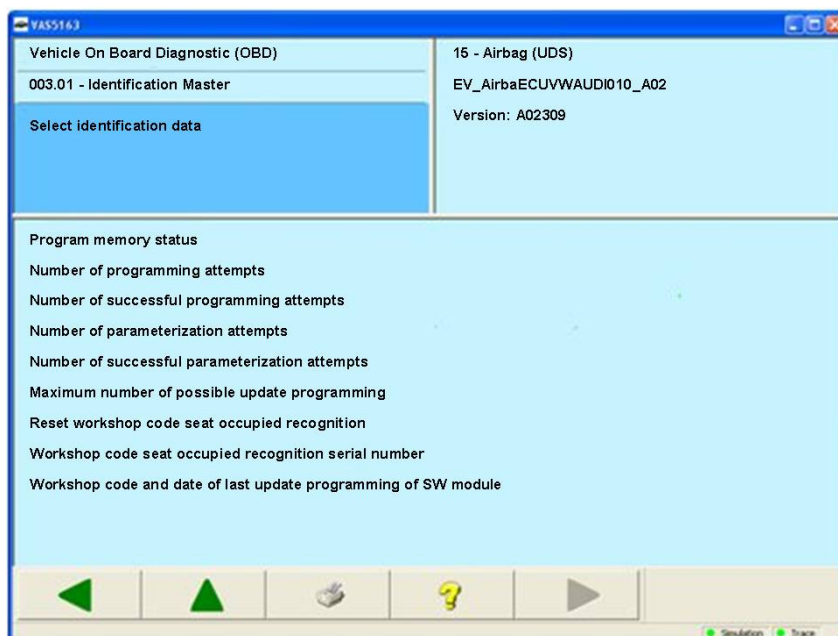 VAS5163
Vehicle On Board Diagnostic (OBD)
003.01 - Identification Master
Select identification data
15 - Airbag (UDS)
EV_AirbaECUVWAUDI010_A02
Version: A02309
Program memory status
Number of programming attempts
Number of successful programming attempts
Number of parameterization attempts
Number of successful parameterization attempts
Maximum number of possible update programming
Reset workshop code seat occupied recognition
Workshop code seat occupied recognition serial number
Workshop code and date of last update programming of SW module
?
Simulation
Trace